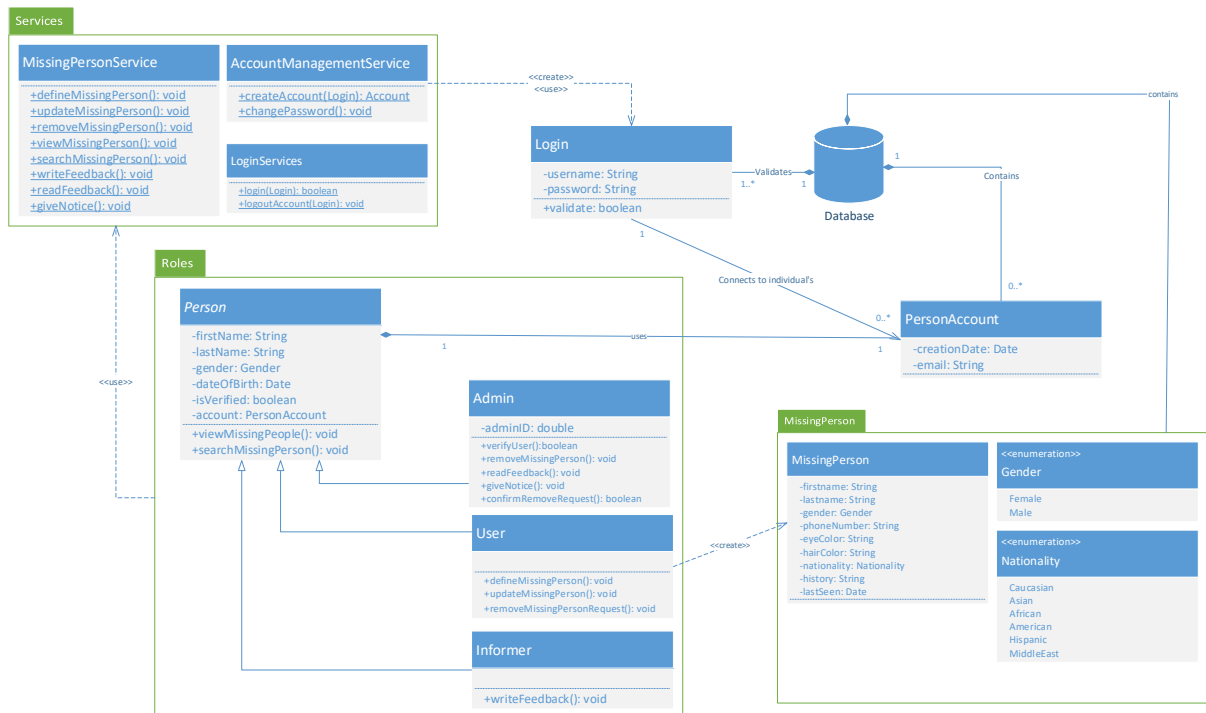 Services
MissingPersonService
+defineMissingPerson(): void
+updateMissingPerson(): void
+removeMissingPerson(): void
+viewMissingPerson(): void
+searchMissingPerson(): void
+writeFeedback(): void
+readFeedback(): void
+giveNotice(): void
AccountManagementService
+createAccount(Login): Account
+changePassword(): void
LoginServices
+login(Login): boolean
+logoutAccount(Login): void
<<create>>
<<use>>
Login
-username: String
-password: String
+validate: boolean
Validates
1..*
1
Database
contains
1
Contains
0..*
1
Connects to individual's
0..*
PersonAccount
-creationDate: Date
-email: String
<<use>>
Roles
Person
-firstName: String
-lastName: String
-gender: Gender
-dateOfBirth: Date
-isVerified: boolean
-account: PersonAccount
+viewMissingPeople(): void
+searchMissingPerson(): void
1
uses
1
Admin
-adminID: double
+verifyUser():boolean
+removeMissingPerson(): void
+readFeedback(): void
+giveNotice(): void
+confirmRemoveRequest(): boolean
User
+defineMissingPerson(): void
+updateMissingPerson(): void
+removeMissingPersonRequest(): void
<<create>>
Informer
+writeFeedback(): void
MissingPerson
MissingPerson
-firstname: String
-lastname: String
-gender: Gender
-phoneNumber: String
-eyeColor: String
-hairColor: String
-nationality: Nationality
-history: String
-lastSeen: Date
<<enumeration>>
Gender
Female
Male
<<enumeration>>
Nationality
Caucasian
Asian
African
American
Hispanic
MiddleEast